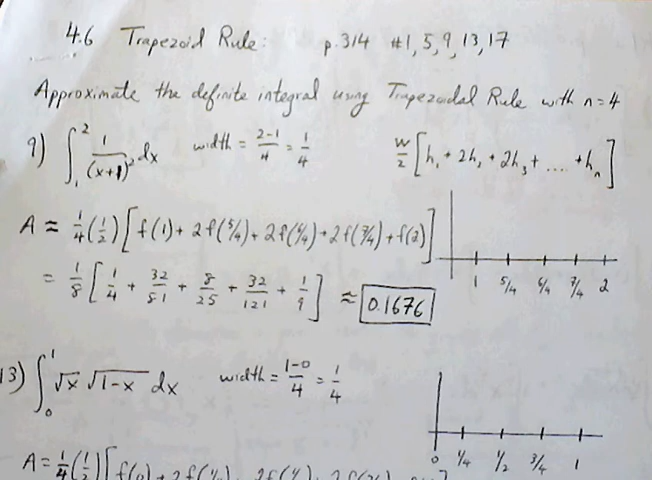 4.6 Trapezoid Rule: p.314 #1, 5, 9, 13, 17
Approximate the definite integral using Trapezoidal Rule with n=4
9) ∫₁² 1/(x+1)² dx width = (2-1)/4 = 1/4 w/2 [h₁ + 2h₂ + 2h₃ + .... + hₙ]
A ≈ 1/4 (1/2) [f(1) + 2f(5/4) + 2f(6/4) + 2f(7/4) + f(2)]
= 1/8 [1/4 + 32/81 + 8/25 + 32/121 + 1/9] ≈ 0.1676
1 5/4 6/4 7/4 2
13) ∫₀¹ √x √(1-x) dx width = (1-0)/4 = 1/4
0 1/4 1/2 3/4 1
A = 1/4 (1/2) [f(0) + 2f(1/4)